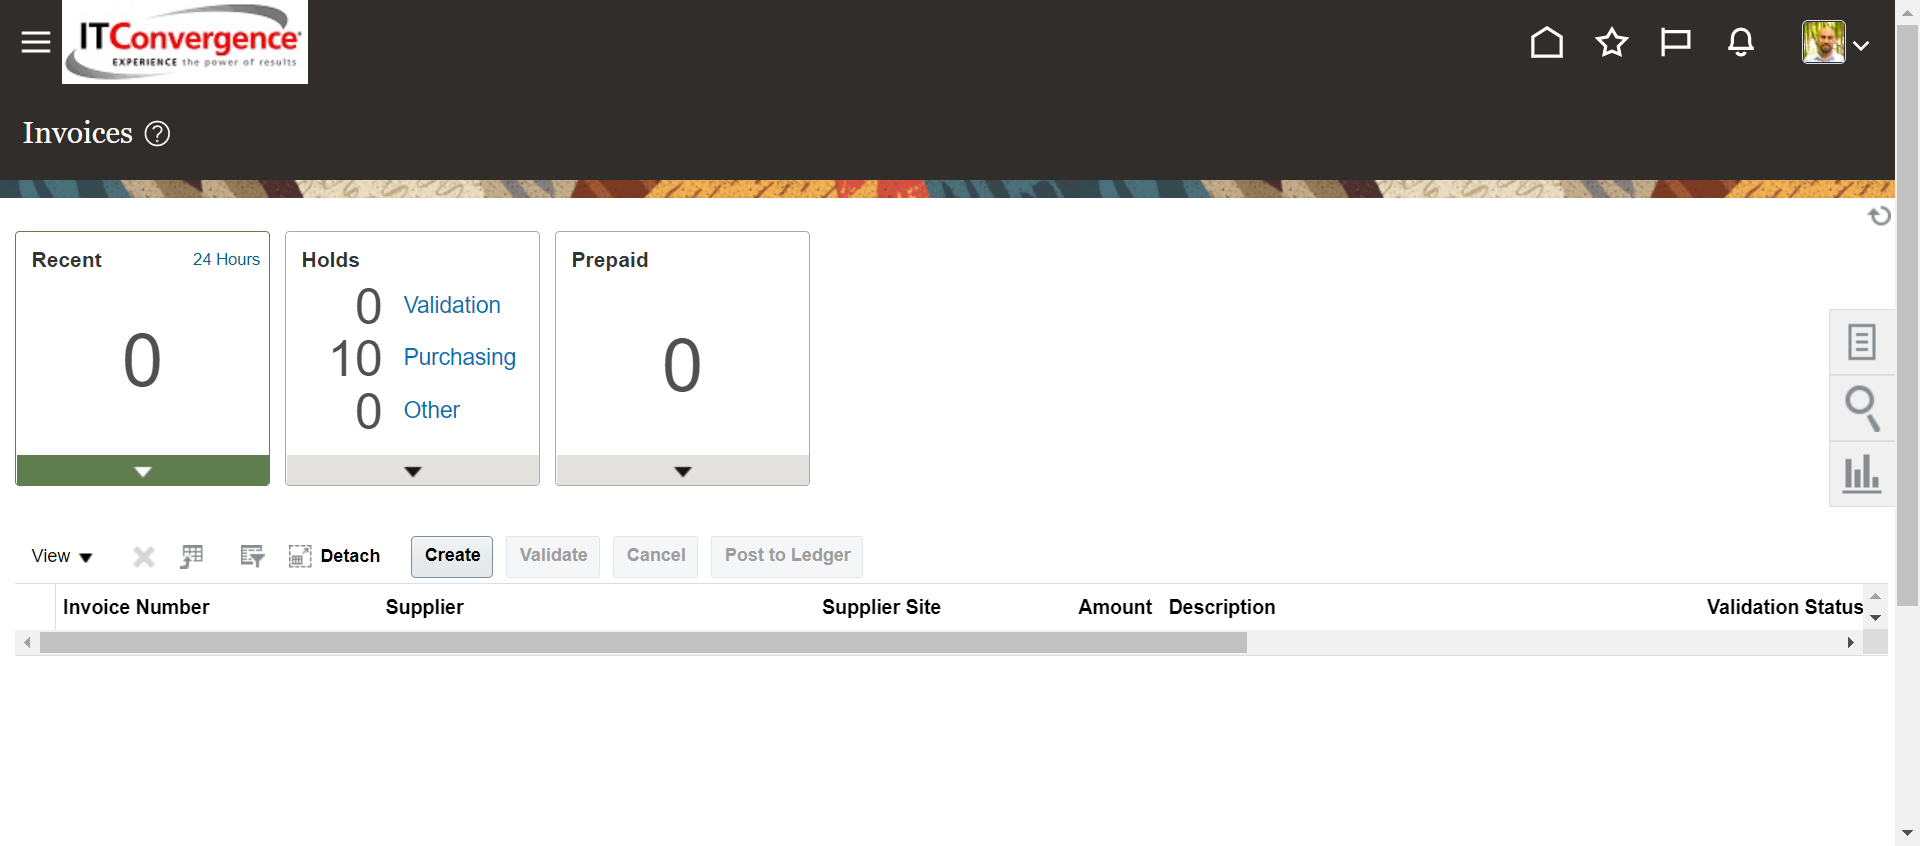 ITConvergence
EXPERIENCE the power of results
Invoices ?
Recent 24 Hours
0
Holds
0 Validation
10 Purchasing
0 Other
Prepaid
0
View Detach Create Validate Cancel Post to Ledger
Invoice Number Supplier Supplier Site Amount Description Validation Status